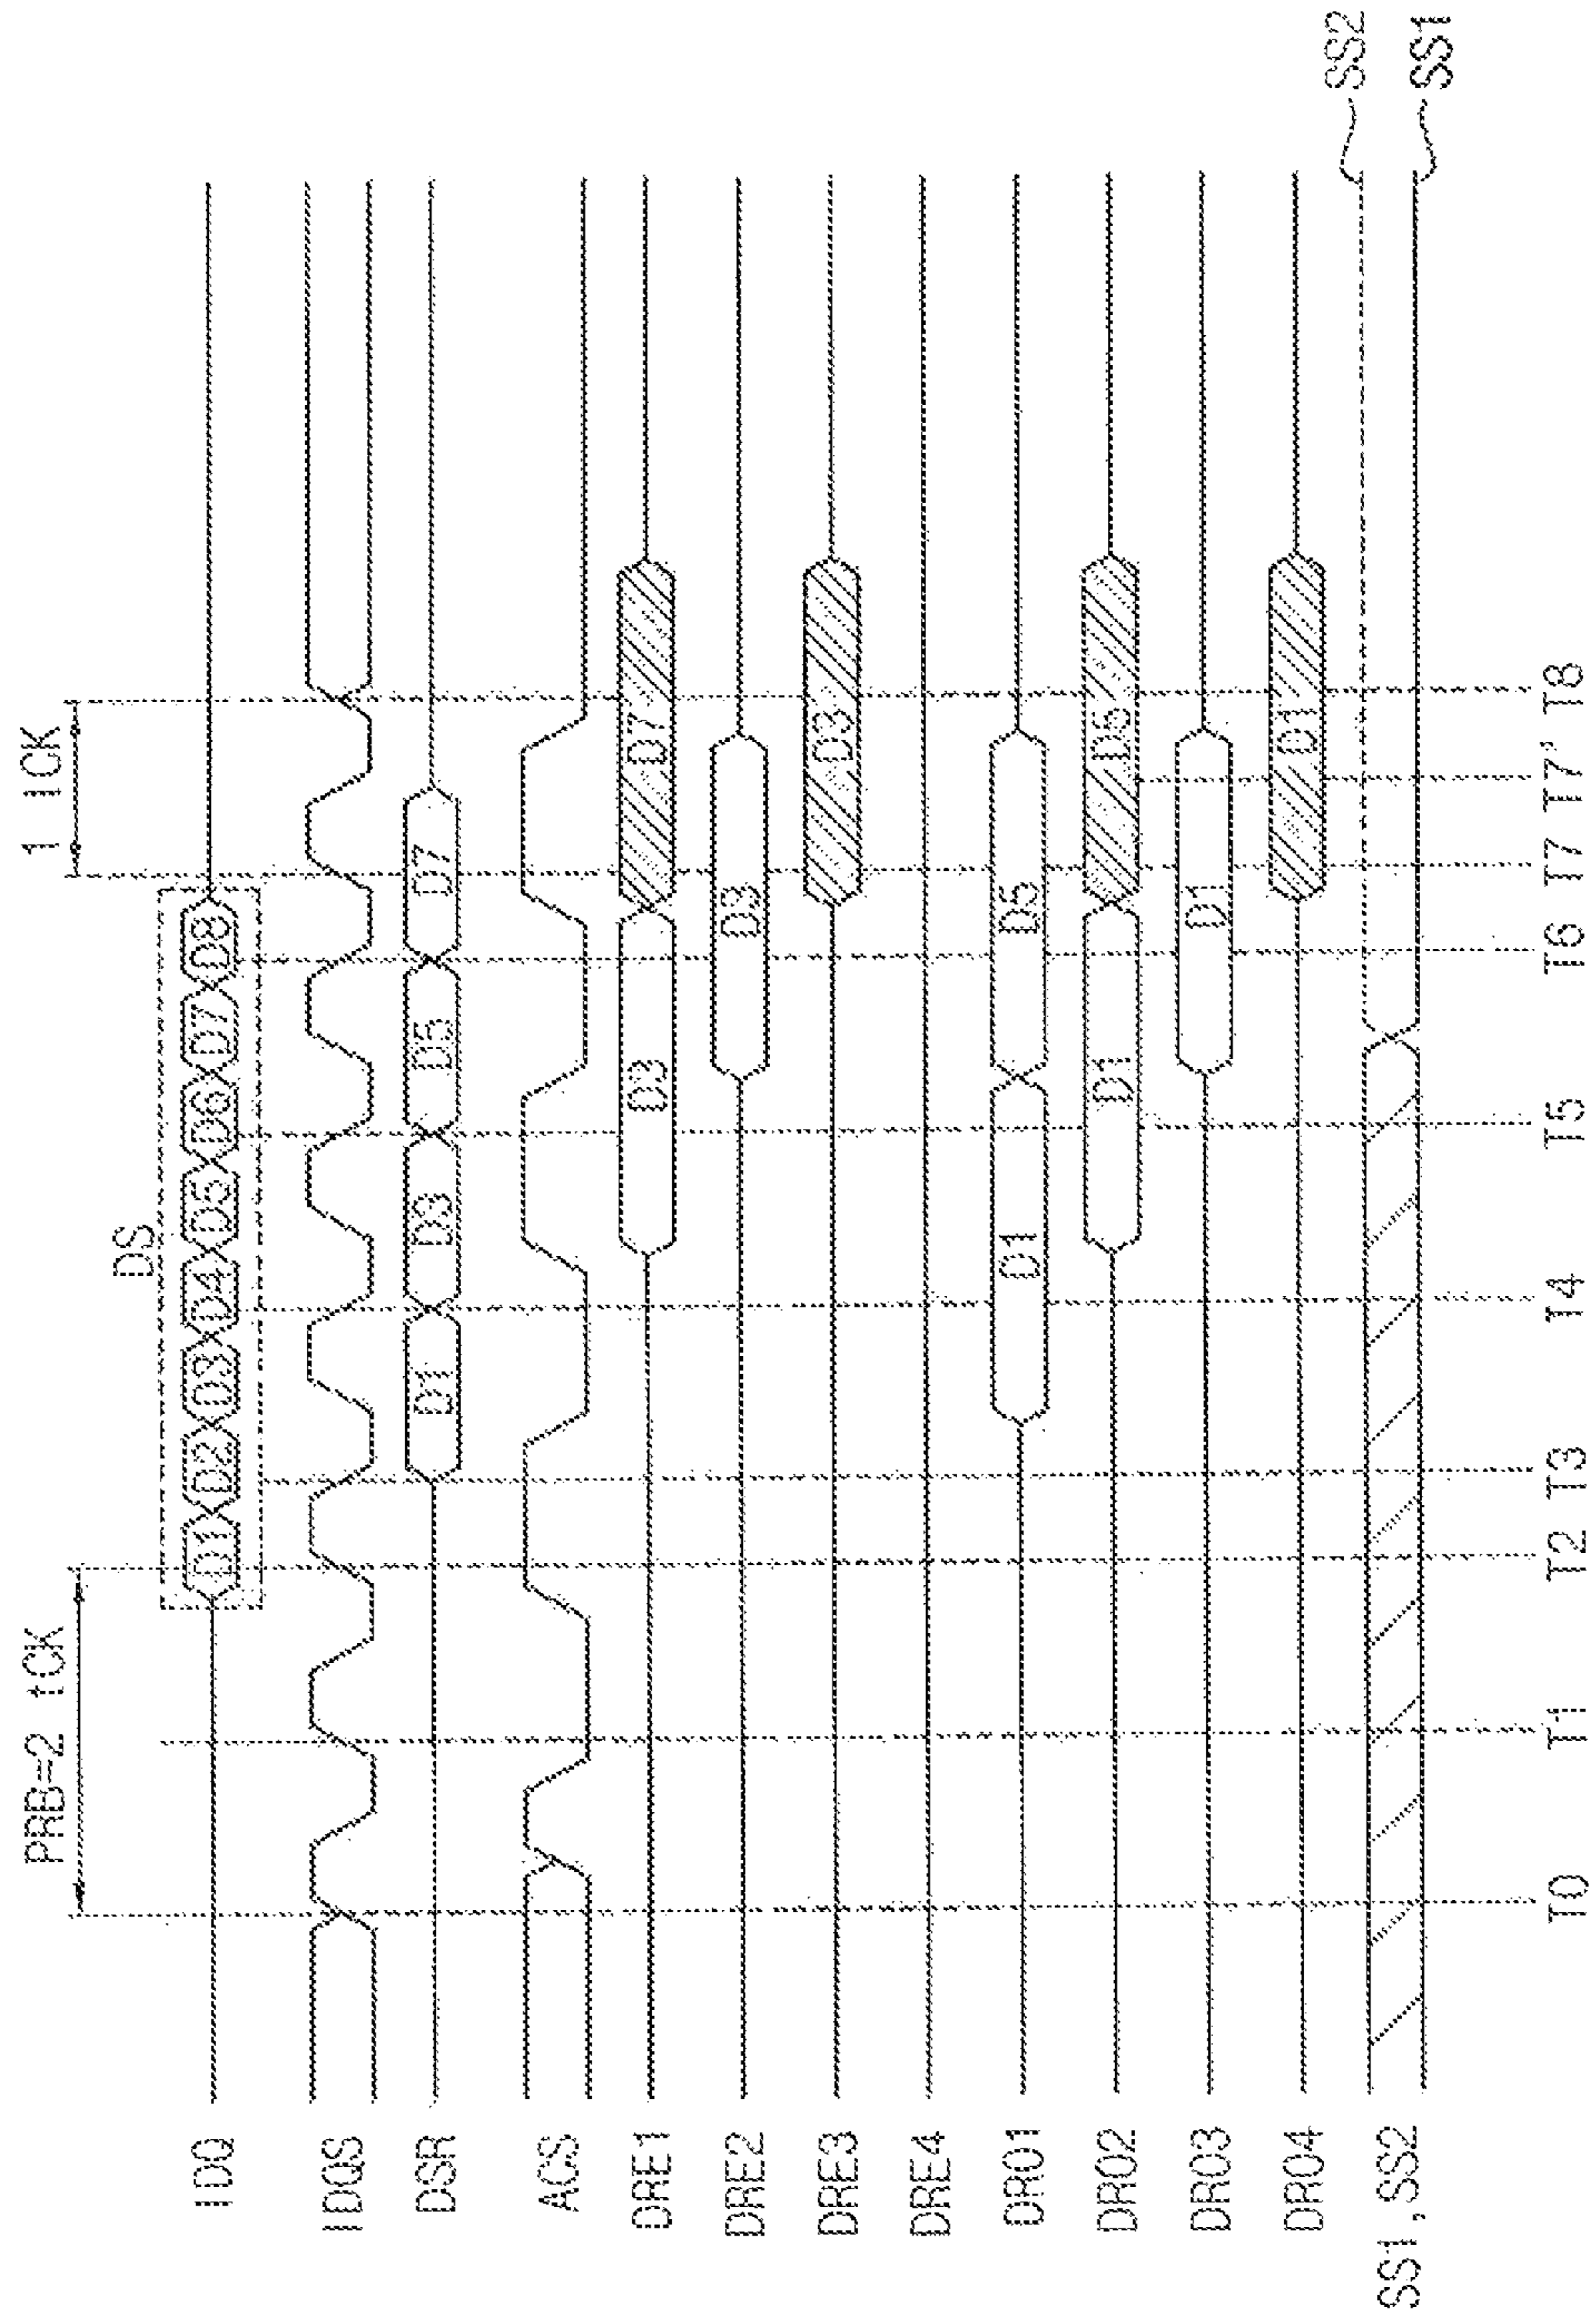 PRB=2 tCK
1 tCK
DS
IDQ
D1 D2 D3 D4 D5 D6 D7 D8
IDQS
DSR
D1 D3 D5 D7
ACS
DRE1
D3 D7
DRE2
D3
DRE3
D3
DRE4
DRO1
D1 D5
DRO2
D1 D5
DRO3
D1
DRO4
D1
SS1,SS2
SS2
SS1
T0 T1 T2 T3 T4 T5 T6 T7 T7' T8